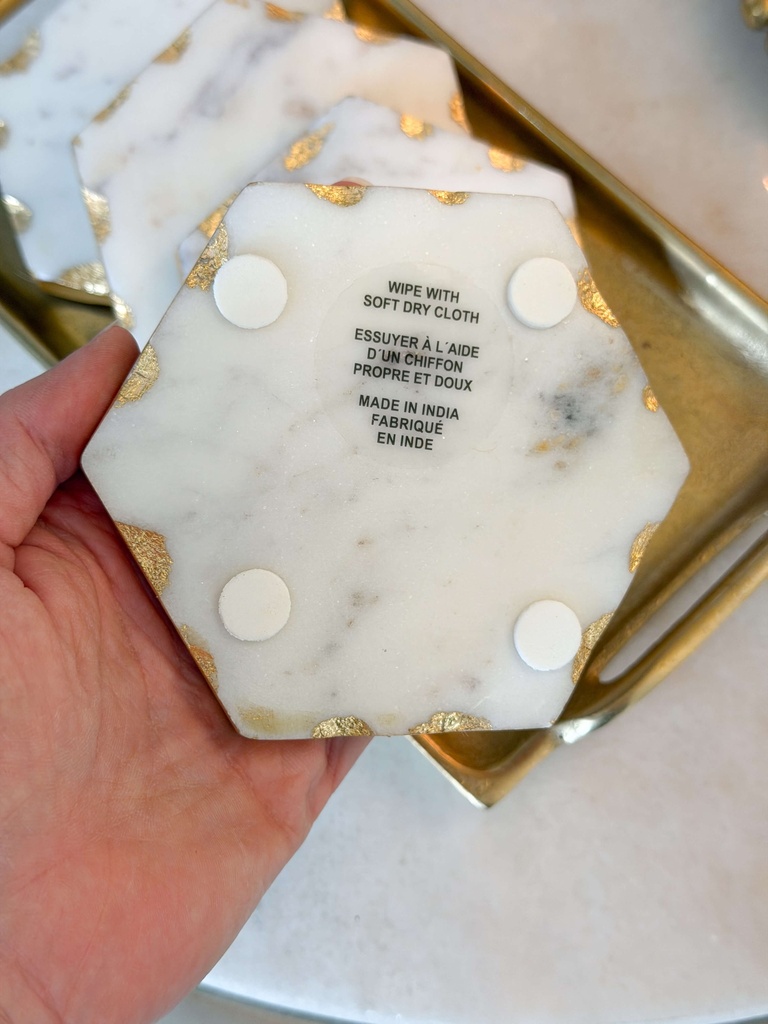 WIPE WITH
SOFT DRY CLOTH
ESSUYER À L´AIDE
D´UN CHIFFON
PROPRE ET DOUX
MADE IN INDIA
FABRIQUÉ
EN INDE